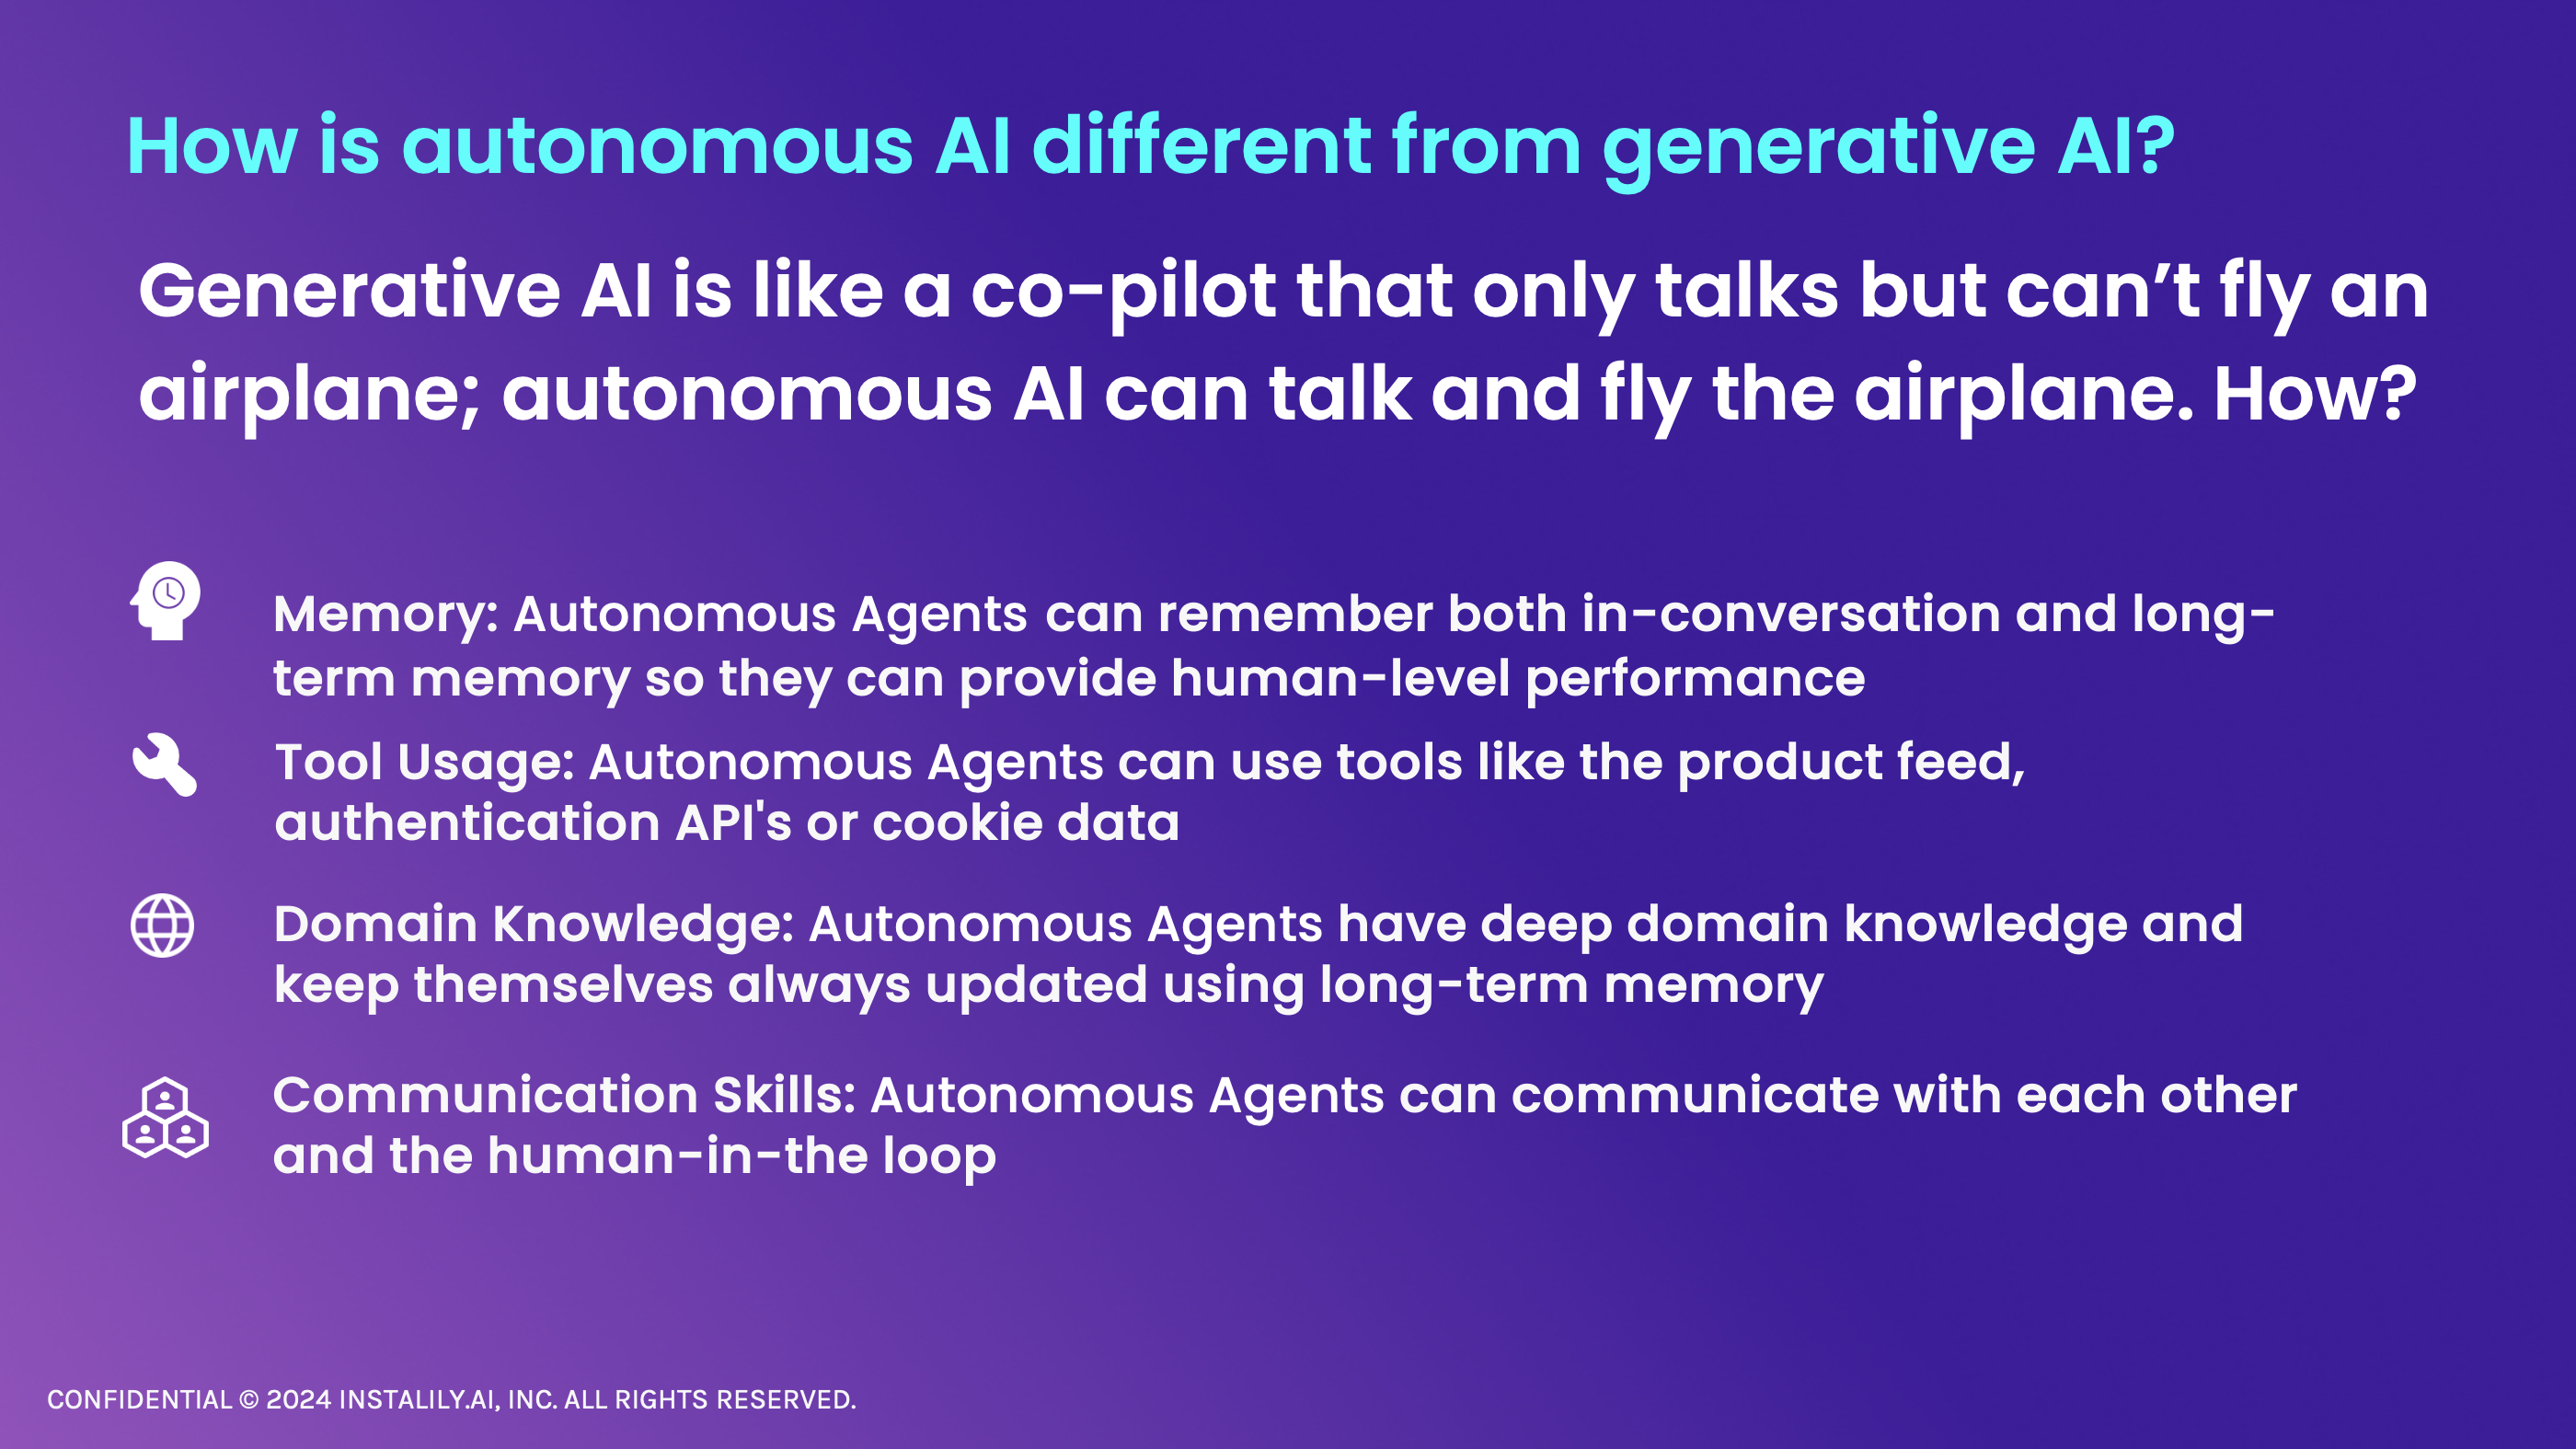 How is autonomous AI different from generative AI?
Generative AI is like a co-pilot that only talks but can’t fly an
airplane; autonomous AI can talk and fly the airplane. How?
Memory: Autonomous Agents can remember both in-conversation and long-
term memory so they can provide human-level performance
Tool Usage: Autonomous Agents can use tools like the product feed,
authentication API's or cookie data
Domain Knowledge: Autonomous Agents have deep domain knowledge and
keep themselves always updated using long-term memory
Communication Skills: Autonomous Agents can communicate with each other
and the human-in-the loop
CONFIDENTIAL © 2024 INSTALILY.AI, INC. ALL RIGHTS RESERVED.